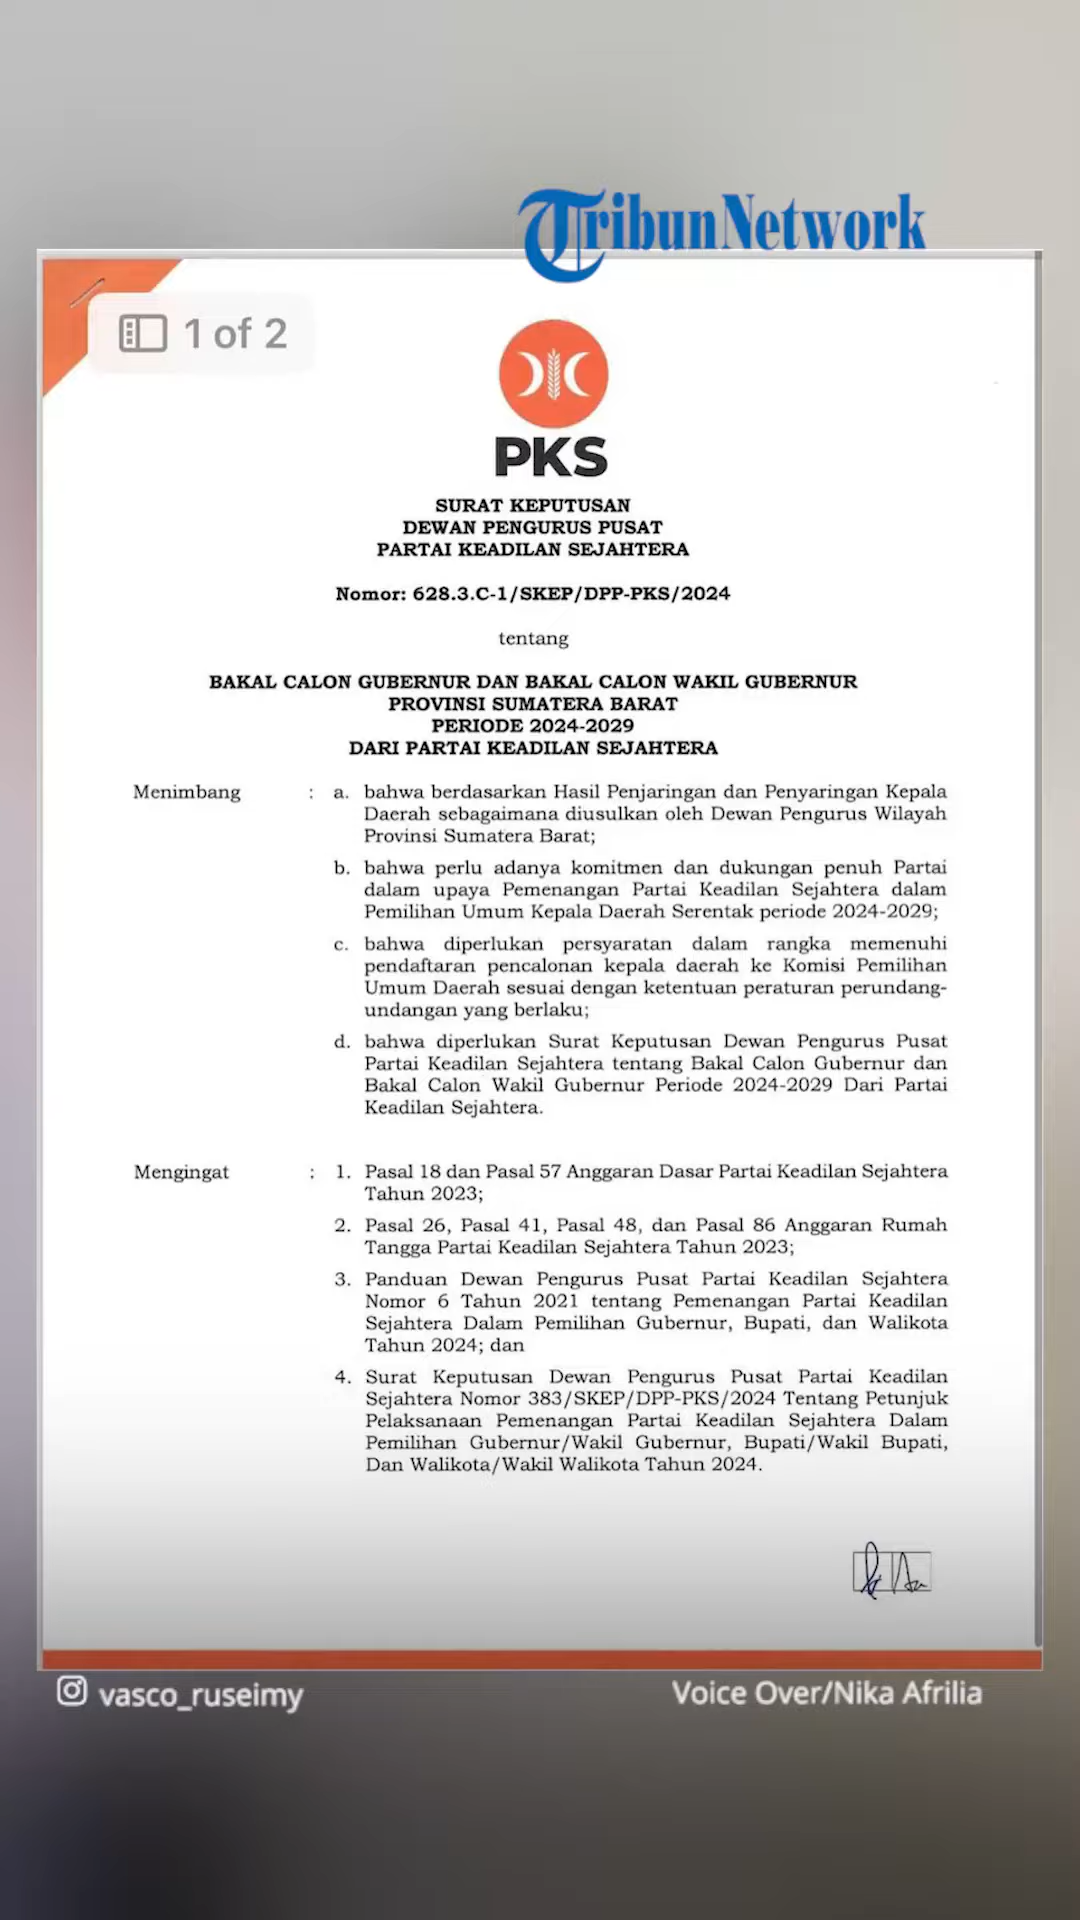 TribunNetwork
1 of 2
PKS
SURAT KEPUTUSAN
DEWAN PENGURUS PUSAT
PARTAI KEADILAN SEJAHTERA
Nomor: 628.3.C-1/SKEP/DPP-PKS/2024
tentang
BAKAL CALON GUBERNUR DAN BAKAL CALON WAKIL GUBERNUR
PROVINSI SUMATERA BARAT
PERIODE 2024-2029
DARI PARTAI KEADILAN SEJAHTERA
Menimbang : a. bahwa berdasarkan Hasil Penjaringan dan Penyaringan Kepala
Daerah sebagaimana diusulkan oleh Dewan Pengurus Wilayah
Provinsi Sumatera Barat;
b. bahwa perlu adanya komitmen dan dukungan penuh Partai
dalam upaya Pemenangan Partai Keadilan Sejahtera dalam
Pemilihan Umum Kepala Daerah Serentak periode 2024-2029;
c. bahwa diperlukan persyaratan dalam rangka memenuhi
pendaftaran pencalonan kepala daerah ke Komisi Pemilihan
Umum Daerah sesuai dengan ketentuan peraturan perundang-
undangan yang berlaku;
d. bahwa diperlukan Surat Keputusan Dewan Pengurus Pusat
Partai Keadilan Sejahtera tentang Bakal Calon Gubernur dan
Bakal Calon Wakil Gubernur Periode 2024-2029 Dari Partai
Keadilan Sejahtera.
Mengingat : 1. Pasal 18 dan Pasal 57 Anggaran Dasar Partai Keadilan Sejahtera
Tahun 2023;
2. Pasal 26, Pasal 41, Pasal 48, dan Pasal 86 Anggaran Rumah
Tangga Partai Keadilan Sejahtera Tahun 2023;
3. Panduan Dewan Pengurus Pusat Partai Keadilan Sejahtera
Nomor 6 Tahun 2021 tentang Pemenangan Partai Keadilan
Sejahtera Dalam Pemilihan Gubernur, Bupati, dan Walikota
Tahun 2024; dan
4. Surat Keputusan Dewan Pengurus Pusat Partai Keadilan
Sejahtera Nomor 383/SKEP/DPP-PKS/2024 Tentang Petunjuk
Pelaksanaan Pemenangan Partai Keadilan Sejahtera Dalam
Pemilihan Gubernur/Wakil Gubernur, Bupati/Wakil Bupati,
Dan Walikota/Wakil Walikota Tahun 2024.
vasco_ruseimy
Voice Over/Nika Afrilia